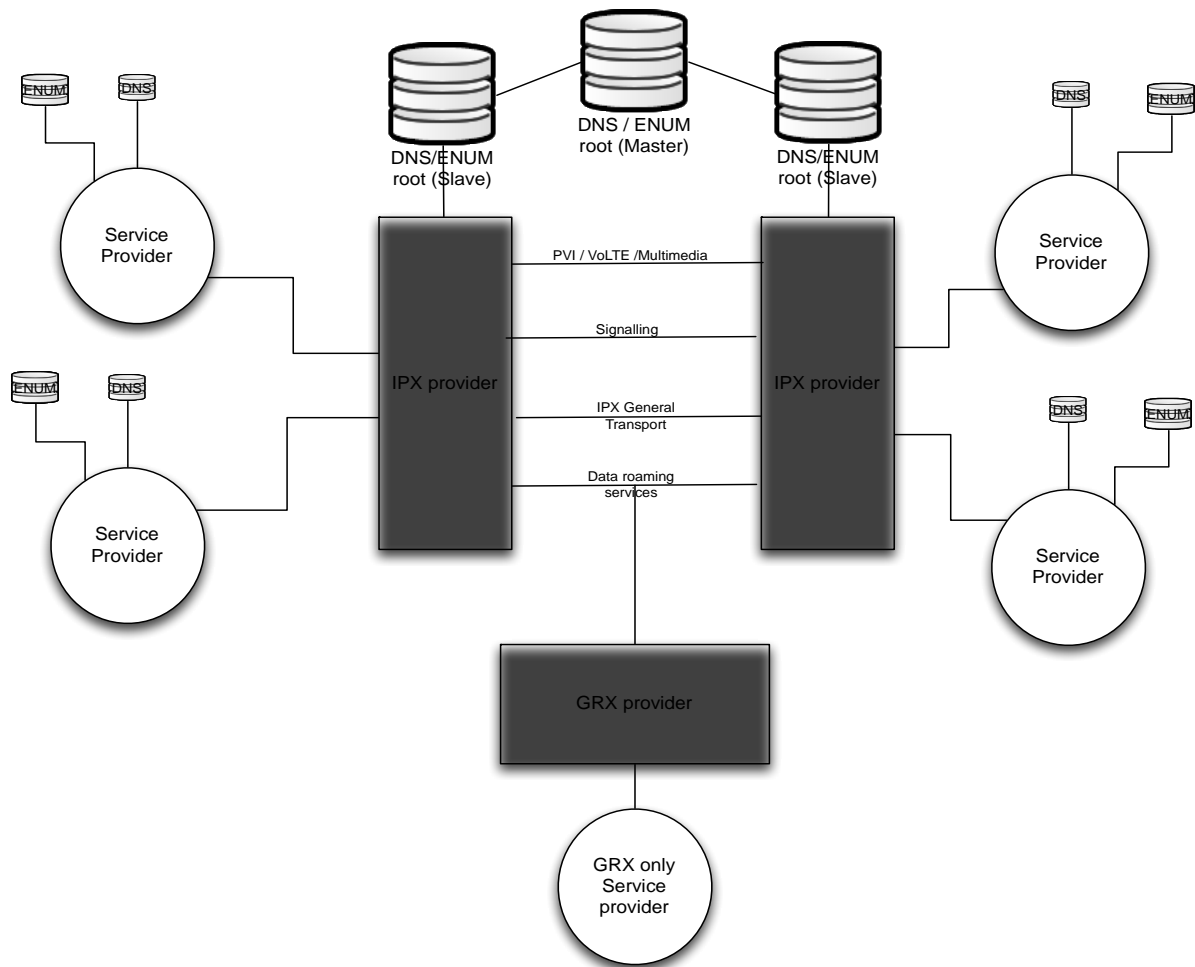 DNS / ENUM
root (Master)
DNS/ENUM
root (Slave)
DNS/ENUM
root (Slave)
ENUM
DNS
DNS
ENUM
Service
Provider
Service
Provider
PVI / VoLTE /Multimedia
Signalling
IPX provider
IPX provider
IPX General
Transport
Data roaming
services
ENUM
DNS
DNS
ENUM
Service
Provider
Service
Provider
GRX provider
GRX only
Service
provider